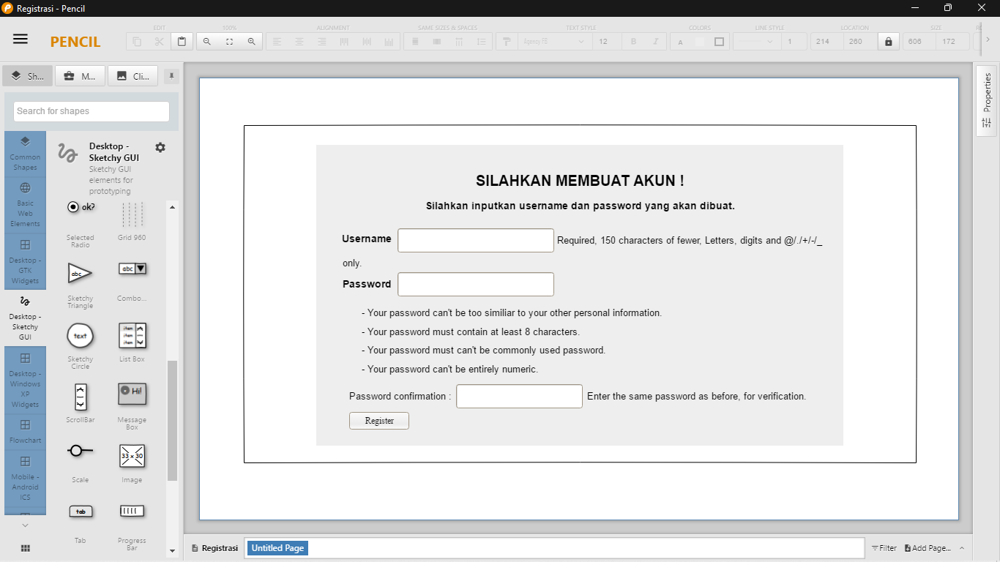 Registrasi - Pencil
EDIT
100%
ALIGNMENT
SAME SIZES & SPACES
TEXT STYLE
COLORS
LINE STYLE
LOCATION
SIZE
PENCIL
Agency FB
12
B
I
A
1
214
260
606
172
Sh...
M...
Cli...
Search for shapes
Common
Shapes
Basic
Web
Elements
Desktop -
GTK
Widgets
Desktop -
Sketchy
GUI
Desktop -
Windows
XP
Widgets
Flowchart
Mobile -
Android
ICS
Desktop -
Sketchy GUI
Sketchy GUI
elements for
prototyping
ok?
Selected
Radio
Grid 960
abc
abc
Sketchy
Triangle
Combo...
text
item
item
item
Sketchy
Circle
List Box
Hi!
ScrollBar
Message
Box
33 x 30
Scale
Image
tab
Tab
Progress
Bar
SILAHKAN MEMBUAT AKUN !
Silahkan inputkan username dan password yang akan dibuat.
Username
Required, 150 characters of fewer, Letters, digits and @/./+/-/_
only.
Password
- Your password can't be too similiar to your other personal information.
- Your password must contain at least 8 characters.
- Your password must can't be commonly used password.
- Your password can't be entirely numeric.
Password confirmation :
Enter the same password as before, for verification.
Register
Properties
Registrasi
Untitled Page
Filter
Add Page...